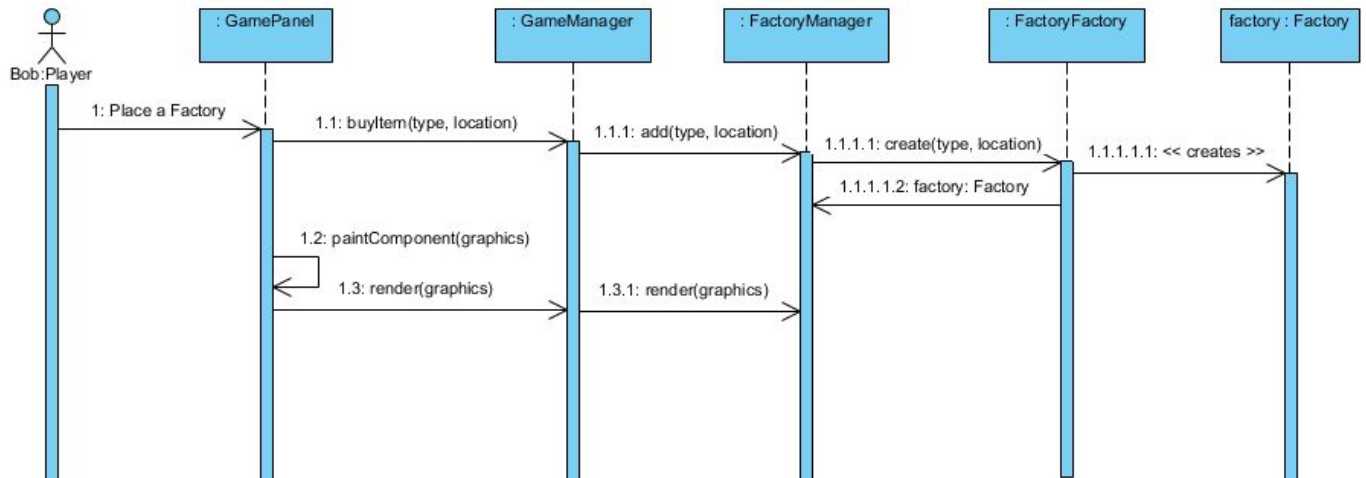 : GamePanel
: GameManager
: FactoryManager
: FactoryFactory
factory : Factory
Bob:Player
1: Place a Factory
1.1: buyItem(type, location)
1.1.1: add(type, location)
1.1.1.1: create(type, location)
1.1.1.1.1: << creates >>
1.1.1.1.2: factory: Factory
1.2: paintComponent(graphics)
1.3: render(graphics)
1.3.1: render(graphics)